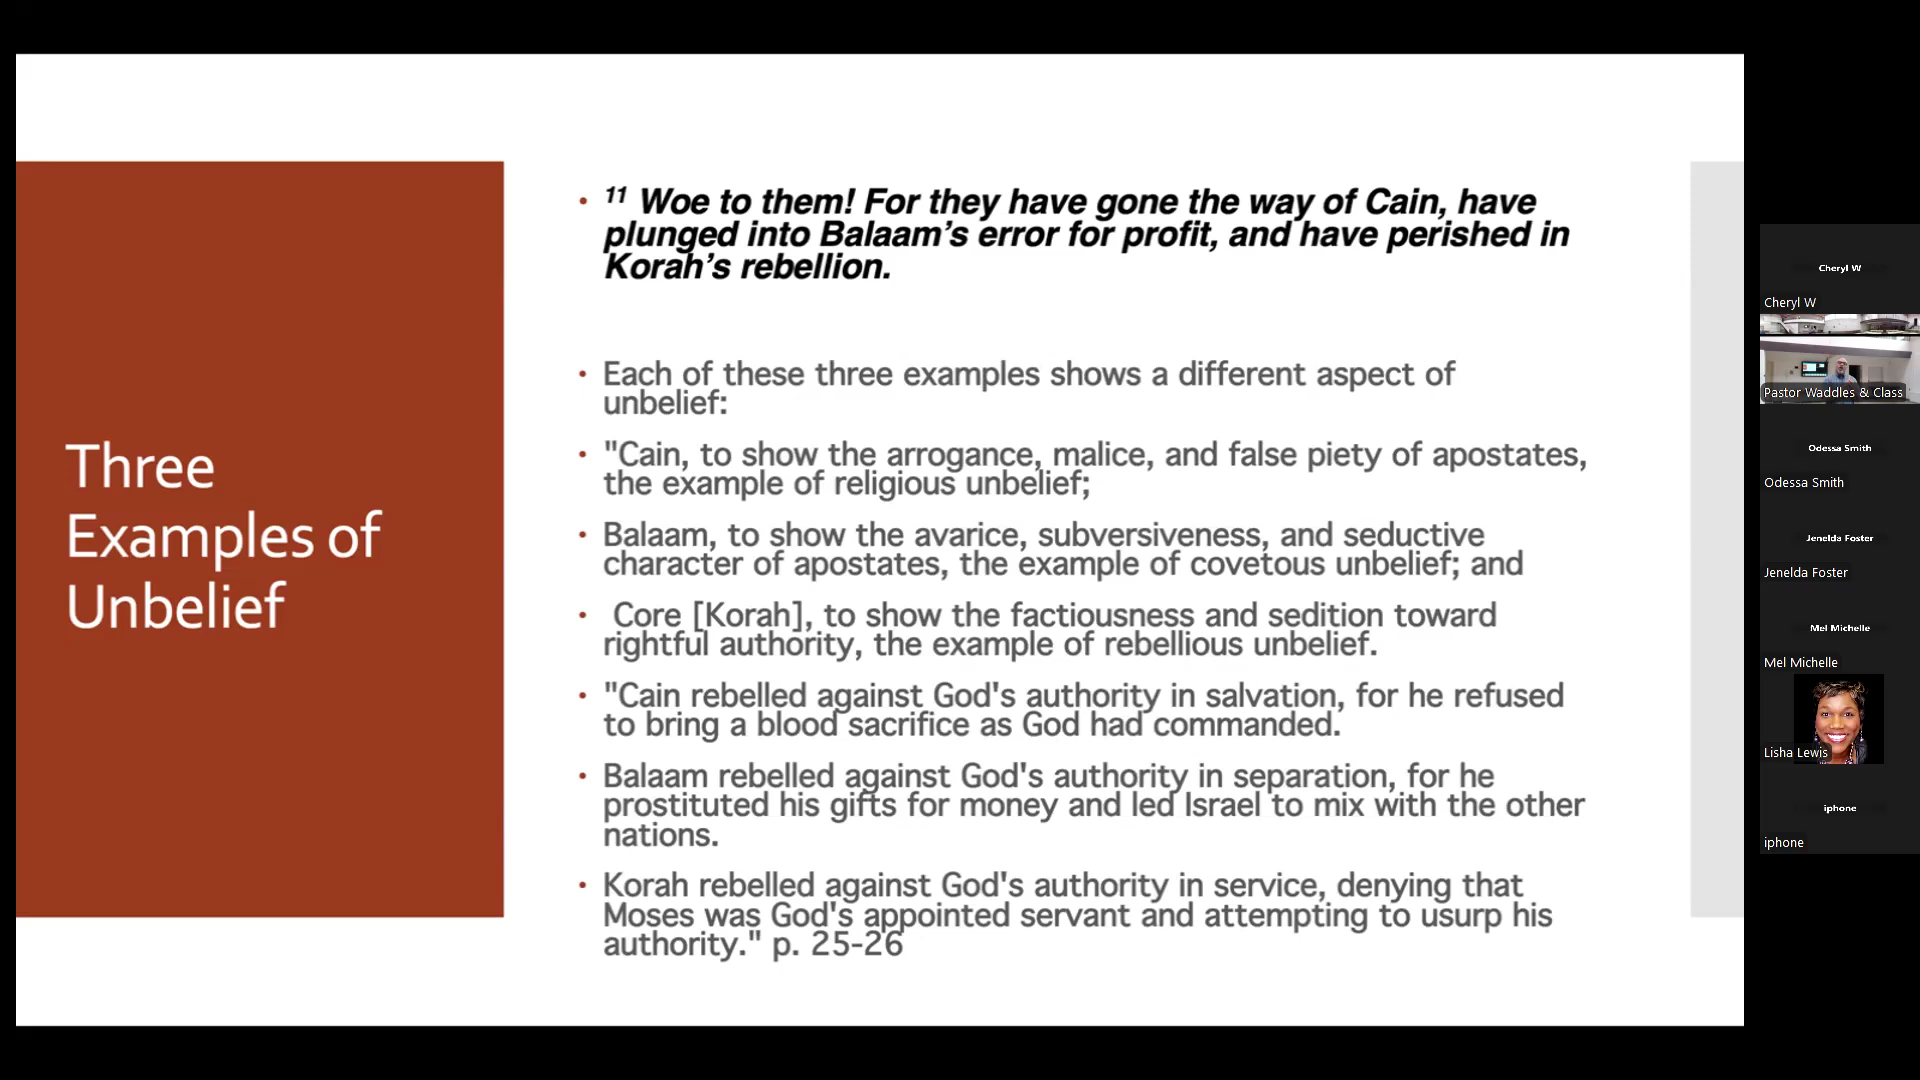 Three
Examples of
Unbelief
• 11 Woe to them! For they have gone the way of Cain, have
plunged into Balaam’s error for profit, and have perished in
Korah’s rebellion.
• Each of these three examples shows a different aspect of
unbelief:
• "Cain, to show the arrogance, malice, and false piety of apostates,
the example of religious unbelief;
• Balaam, to show the avarice, subversiveness, and seductive
character of apostates, the example of covetous unbelief; and
• Core [Korah], to show the factiousness and sedition toward
rightful authority, the example of rebellious unbelief.
• "Cain rebelled against God's authority in salvation, for he refused
to bring a blood sacrifice as God had commanded.
• Balaam rebelled against God's authority in separation, for he
prostituted his gifts for money and led Israel to mix with the other
nations.
• Korah rebelled against God's authority in service, denying that
Moses was God's appointed servant and attempting to usurp his
authority." p. 25-26
Cheryl W
Cheryl W
Pastor Waddles & Class
Odessa Smith
Odessa Smith
Jenelda Foster
Jenelda Foster
Mel Michelle
Mel Michelle
Lisha Lewis
iphone
iphone